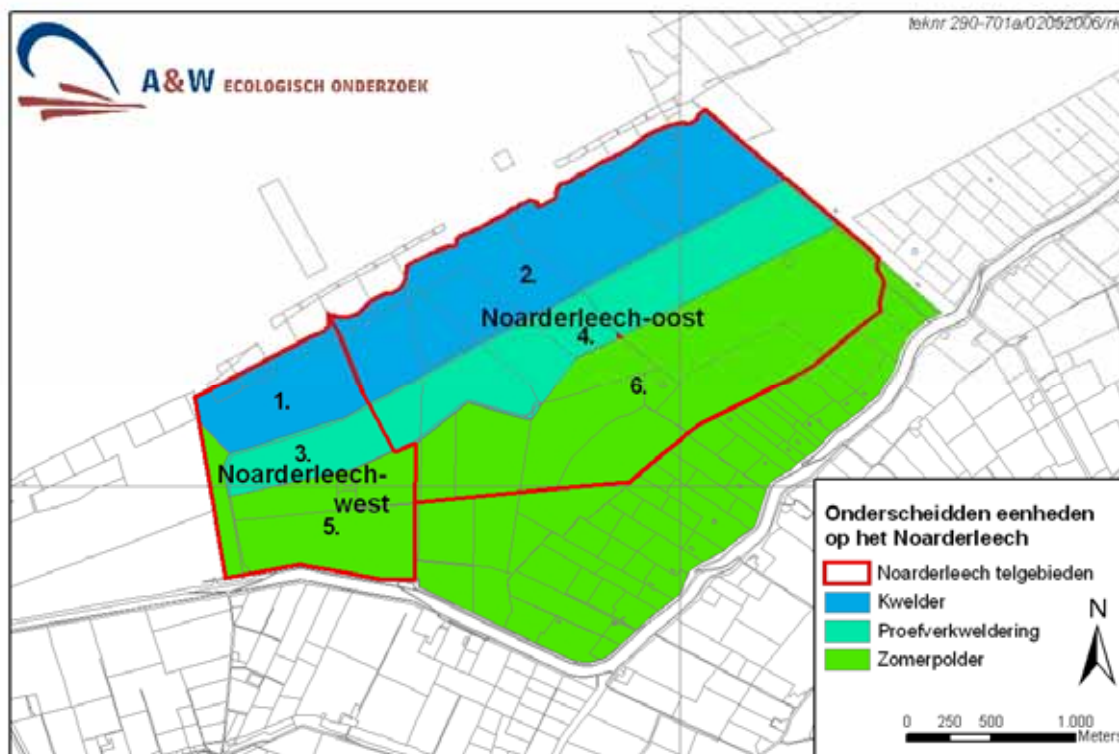 teknr 290-701a/02052006/nk
A&W ECOLOGISCH ONDERZOEK
2.
Noarderleech-oost
4.
6.
1.
3.
Noarderleech-
west
5.
Onderscheidden eenheden
op het Noarderleech
Noarderleech telgebieden
Kwelder
Proefverkweldering
Zomerpolder
N
0 250 500 1.000
Meters